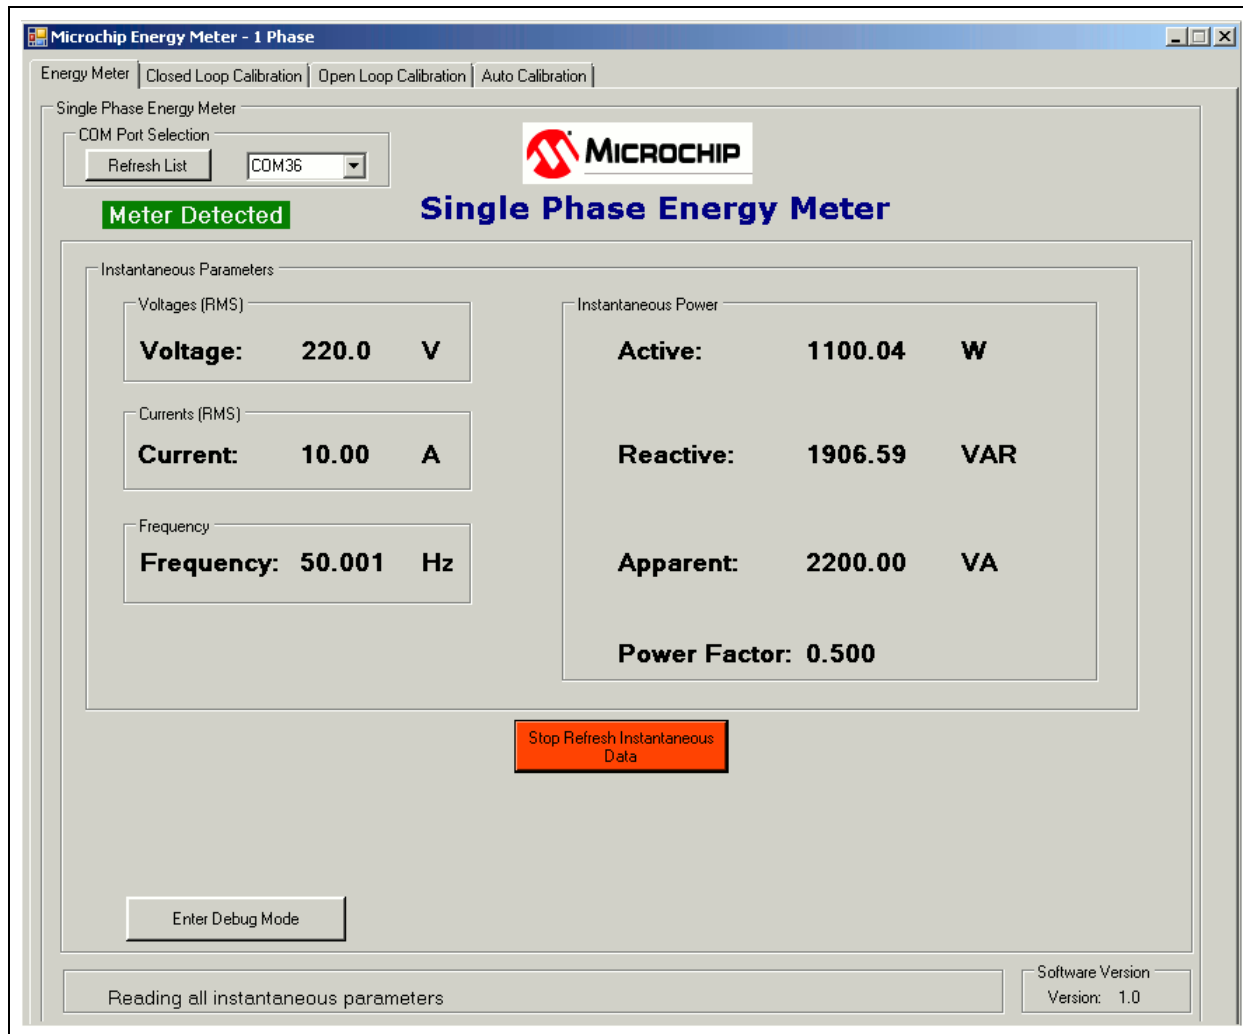 Microchip Energy Meter - 1 Phase
Energy Meter Closed Loop Calibration Open Loop Calibration Auto Calibration
Single Phase Energy Meter
COM Port Selection
Refresh List COM36
MICROCHIP
Meter Detected
Single Phase Energy Meter
Instantaneous Parameters
Voltages (RMS)
Voltage: 220.0 V
Currents (RMS)
Current: 10.00 A
Frequency
Frequency: 50.001 Hz
Instantaneous Power
Active: 1100.04 W
Reactive: 1906.59 VAR
Apparent: 2200.00 VA
Power Factor: 0.500
Stop Refresh Instantaneous
Data
Enter Debug Mode
Reading all instantaneous parameters
Software Version
Version: 1.0